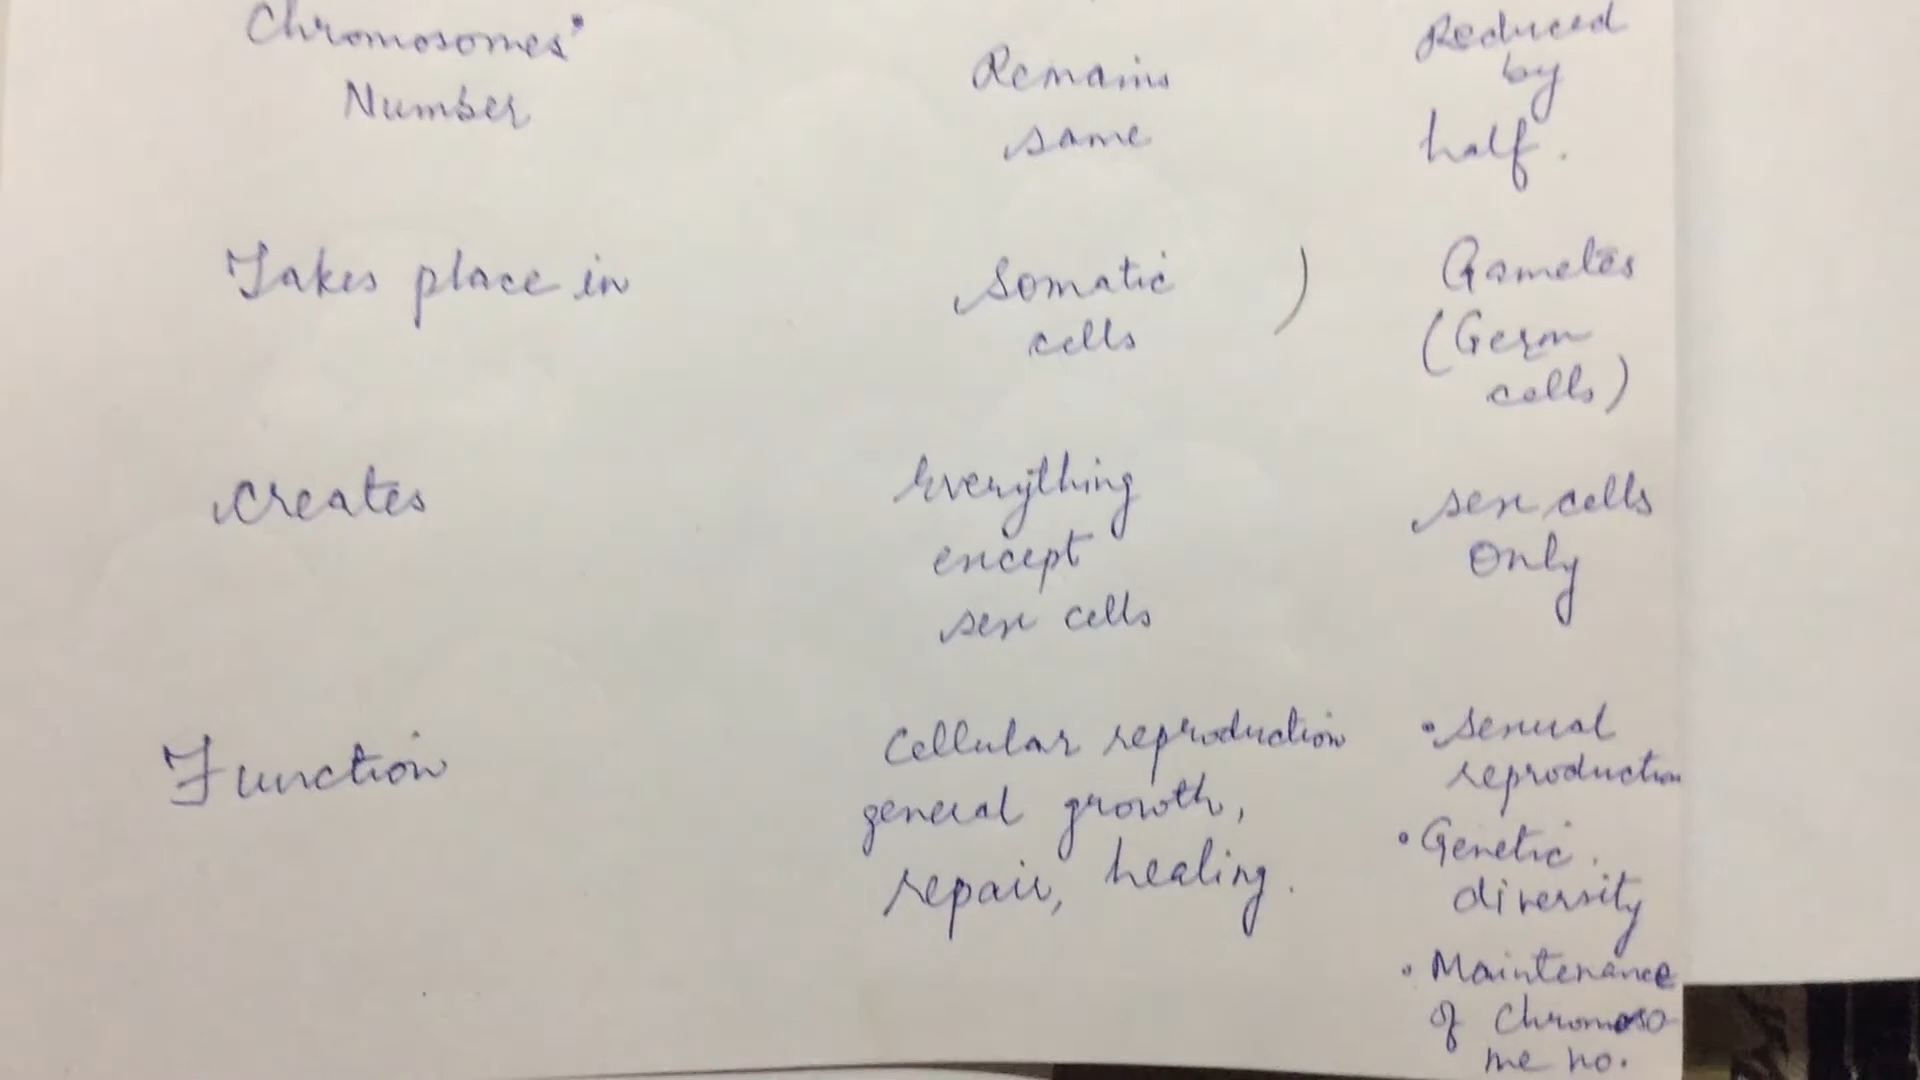 Chromosomes'
Number
Remains
same
Reduced
by
half.
Takes place in
Somatic
cells
)
Gametes
(Germ
cells)
Creates
Everything
except
sex cells
sex cells
only
Function
Cellular reproduction
general growth,
repair, healing.
• Sexual
reproduction
• Genetic
diversity
• Maintenance
of Chromoso-
me no.